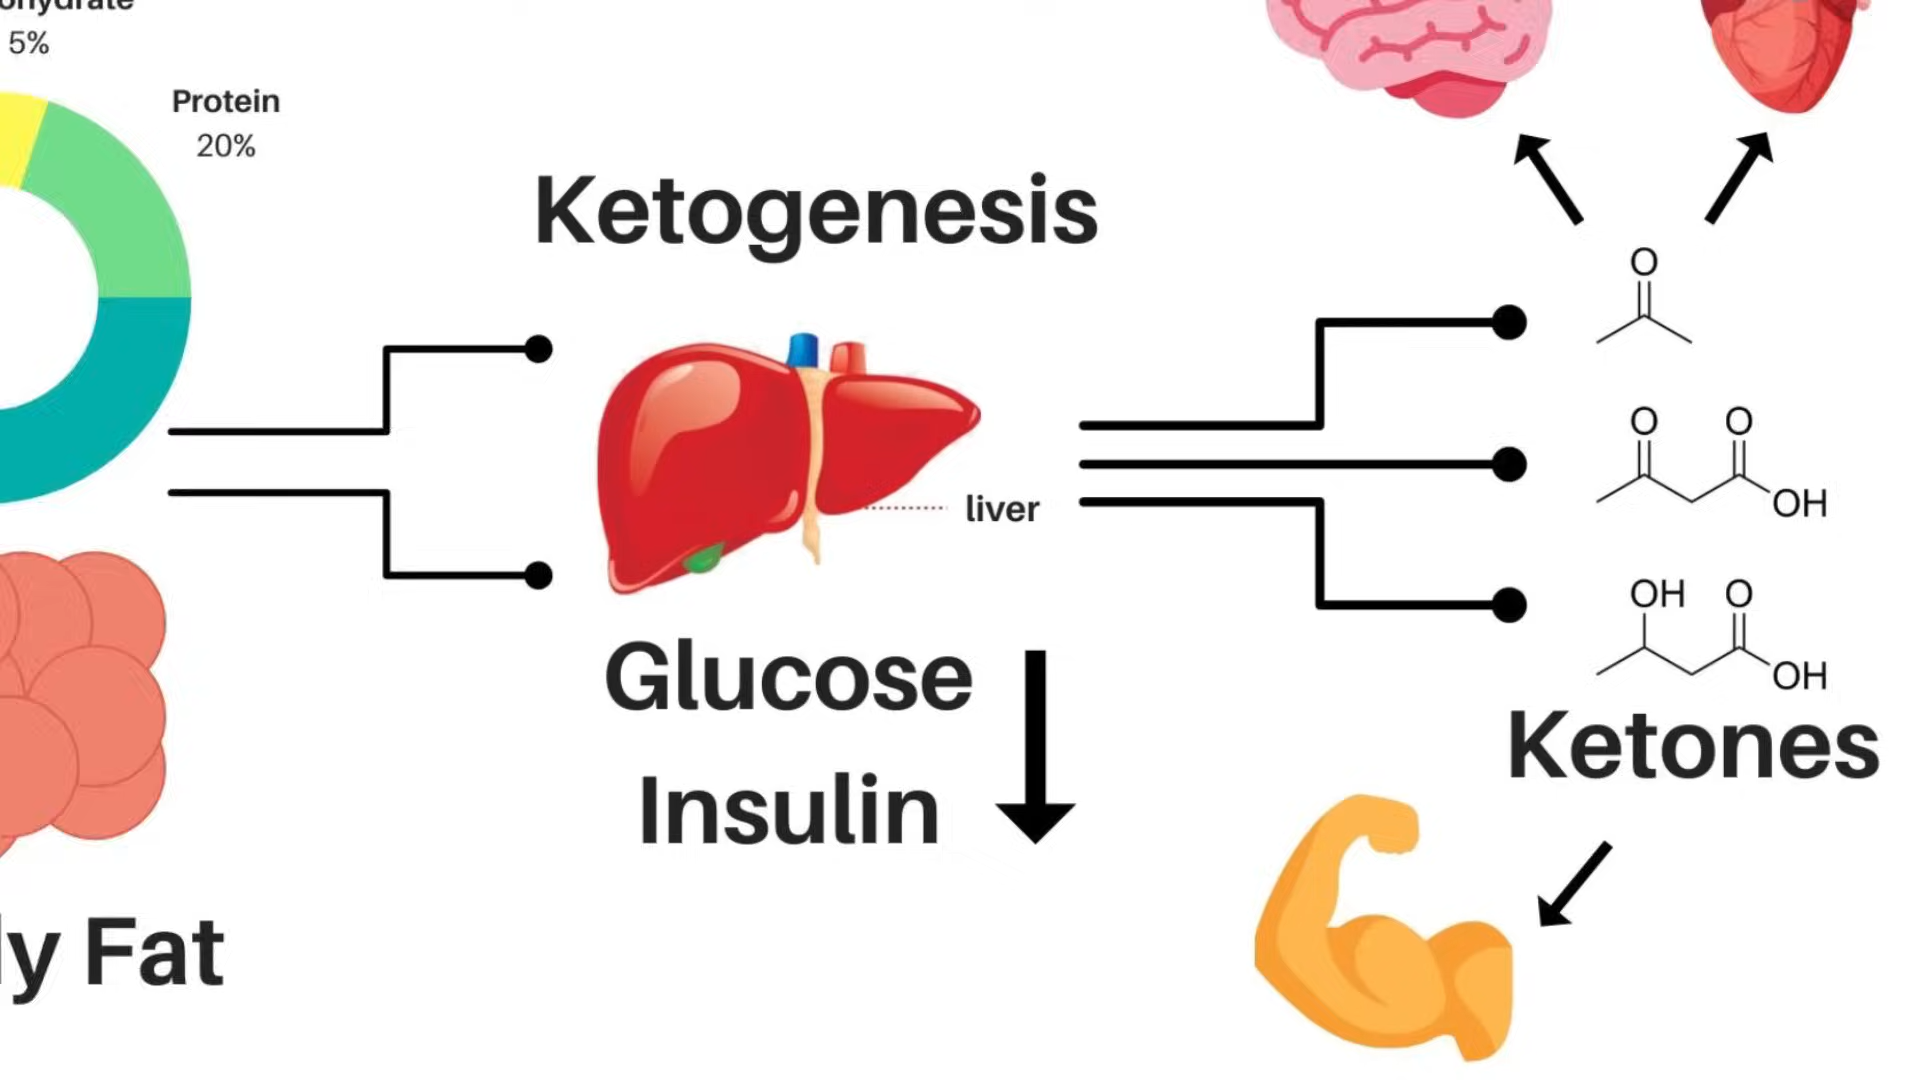 5%
Protein
20%
Ketogenesis
O
O O
OH
liver
OH O
OH
Glucose
Insulin
Ketones
Fat